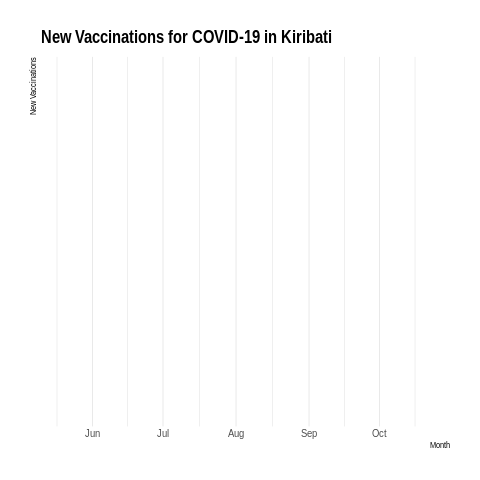 New Vaccinations for COVID-19 in Kiribati
New Vaccinations
Jun Jul Aug Sep Oct
Month